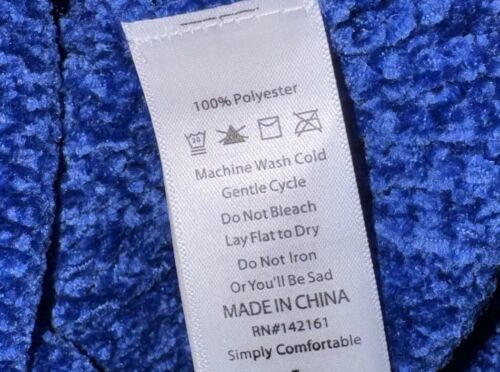 100% Polyester
30
Machine Wash Cold
Gentle Cycle
Do Not Bleach
Lay Flat to Dry
Do Not Iron
Or You'll Be Sad
MADE IN CHINA
RN#142161
Simply Comfortable